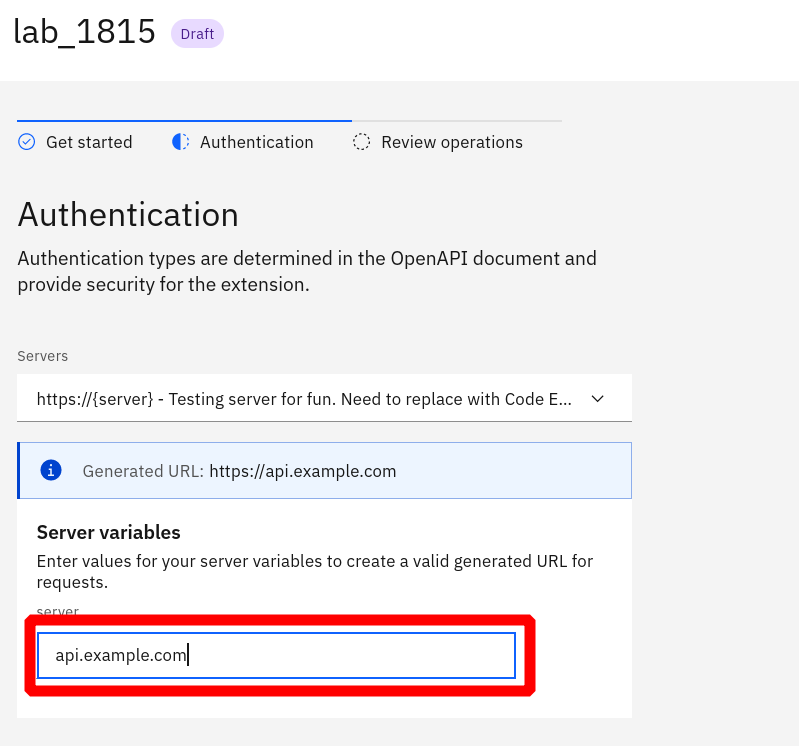 lab_1815 Draft
Get started Authentication Review operations
Authentication
Authentication types are determined in the OpenAPI document and
provide security for the extension.
Servers
https://{server} - Testing server for fun. Need to replace with Code E...
Generated URL: https://api.example.com
Server variables
Enter values for your server variables to create a valid generated URL for
requests.
server
api.example.com